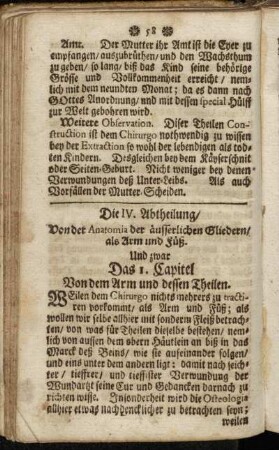 58
Amt. Der Mutter ihr Amt ist die Eyer zu
empfangen/ auszubrüthen/ und den Wachsthum
zu geben/ so lang/ biß das Kind seine behörige
Grösse und Vollkommenheit erreicht/ nem-
lich mit dem neundten Monat; da es dann nach
GOttes Anordnung/ und mit dessen special Hülff
zur Welt gebohren wird.
Weitere Observation. Diser Theilen Con-
struction ist dem Chirurgo nothwendig zu wissen
bey der Extraction so wohl der lebendigen als tod-
ten Kindern. Desgleichen bey dem Käyserschnit
oder Seiten-Geburt. Nicht weniger bey denen
Verwundungen deß Unter-Leibs. Als auch
Vorfällen der Mutter-Scheiden.
Die IV. Abtheilung/
Von der Anatomia der äusserlichen Gliedern/
als Arm und Füß.
Und zwar
Das 1. Capitel
Von dem Arm und dessen Theilen.
Weilen dem Chirurgo nichts mehrers zu tracti-
ren vorkommt/ als Arm und Füß; als
wollen wir selbe allhier mit sonderm Fleiß betrach-
ten/ von was für Theilen dieselbe bestehen/ nem-
lich von aussen dem obern Häutlein an biß in das
Marck deß Beins/ wie sie aufeinander folgen/
und eins unter dem andern ligt: damit nach seich-
ter/ tieffrer/ und tieffister Verwundung der
Wundartzt seine Cur und Gedancken darnach zu
richten wisse. Insonderheit wird die Osteologia
allhier etwas nachdencklicher zu betrachten seyn;
weilen